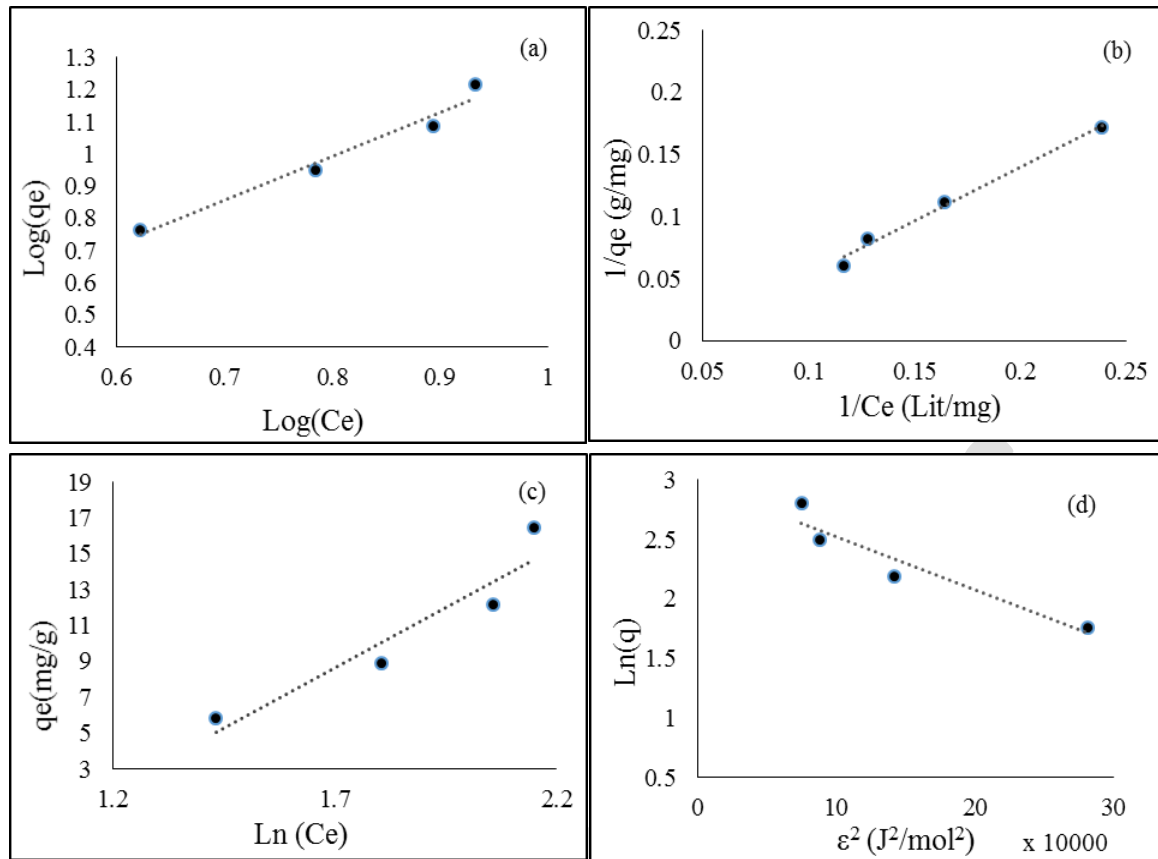 (a)
1.3
1.2
1.1
1
0.9
0.8
0.7
0.6
0.5
0.4
Log(qe)
0.6 0.7 0.8 0.9 1
Log(Ce)
(b)
0.25
0.2
0.15
0.1
0.05
0
1/qe (g/mg)
0.05 0.1 0.15 0.2 0.25
1/Ce (Lit/mg)
(c)
19
17
15
13
11
9
7
5
3
qe(mg/g)
1.2 1.7 2.2
Ln (Ce)
(d)
3
2.5
2
1.5
1
0.5
Ln(q)
0 10 20 30
ε² (J²/mol²) x 10000